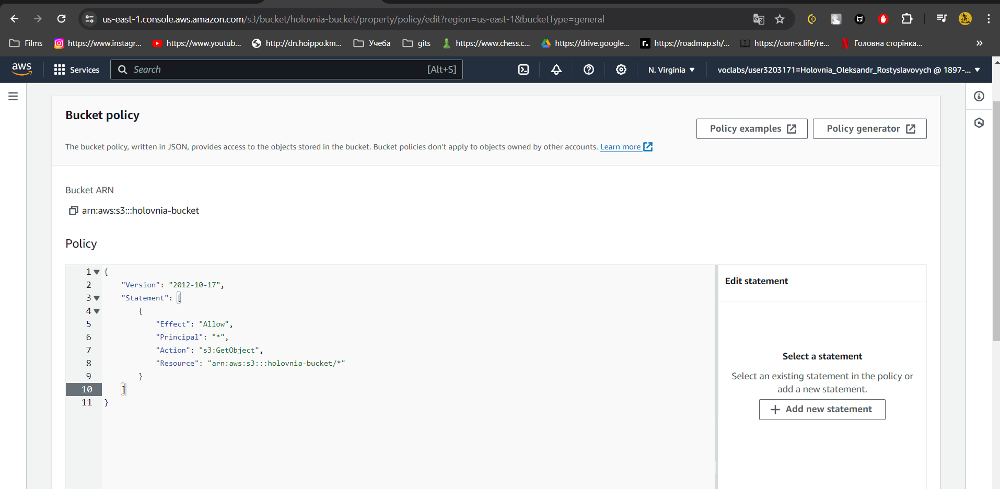 us-east-1.console.aws.amazon.com/s3/bucket/holovnia-bucket/property/policy/edit?region=us-east-1&bucketType=general
Films https://www.instagr... https://www.youtub... http://dn.hoippo.km... Учеба gits https://www.chess.c... https://drive.google... https://roadmap.sh/... https://com-x.life/re... Головна сторінка... »
aws Services Search [Alt+S] N. Virginia ▼ voclabs/user3203171=Holovnia_Oleksandr_Rostyslavovych @ 1897-... ▼
Bucket policy
Policy examples Policy generator
The bucket policy, written in JSON, provides access to the objects stored in the bucket. Bucket policies don't apply to objects owned by other accounts. Learn more
Bucket ARN
arn:aws:s3:::holovnia-bucket
Policy
1 {
2 "Version": "2012-10-17",
3 "Statement": [
4 {
5 "Effect": "Allow",
6 "Principal": "*",
7 "Action": "s3:GetObject",
8 "Resource": "arn:aws:s3:::holovnia-bucket/*"
9 }
10 ]
11 }
Edit statement
Select a statement
Select an existing statement in the policy or
add a new statement.
+ Add new statement